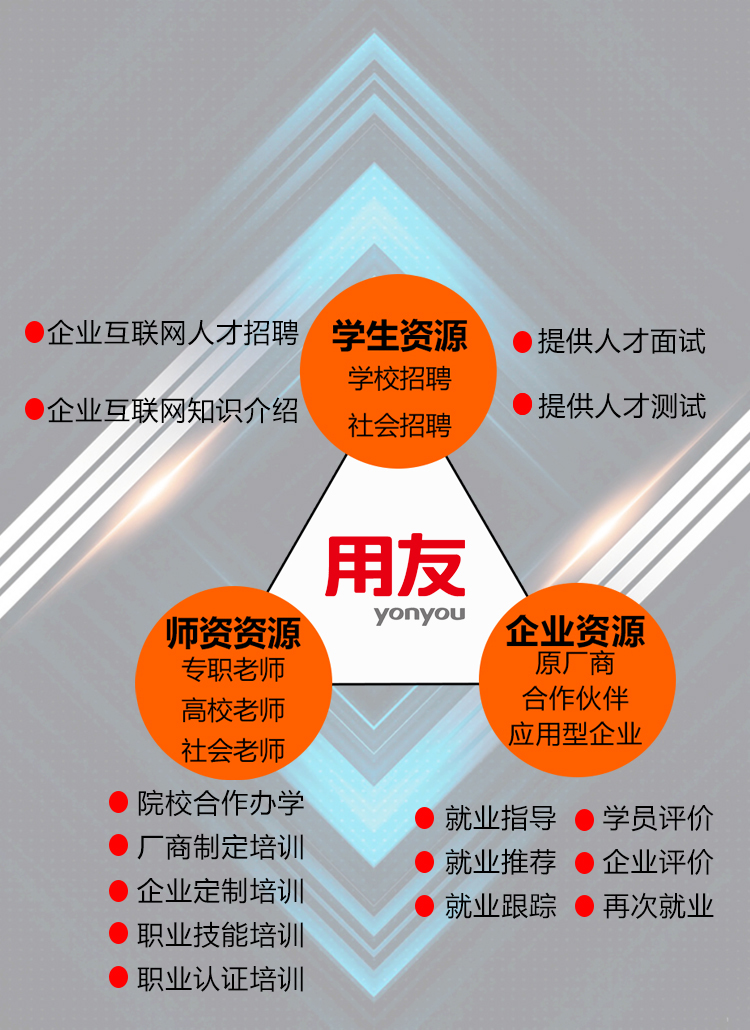 企业互联网人才招聘
企业互联网知识介绍
学生资源
学校招聘
社会招聘
提供人才面试
提供人才测试
用友
yonyou
师资资源
专职老师
高校老师
社会老师
企业资源
原厂商
合作伙伴
应用型企业
院校合作办学
厂商制定培训
企业定制培训
职业技能培训
职业认证培训
就业指导
就业推荐
就业跟踪
学员评价
企业评价
再次就业